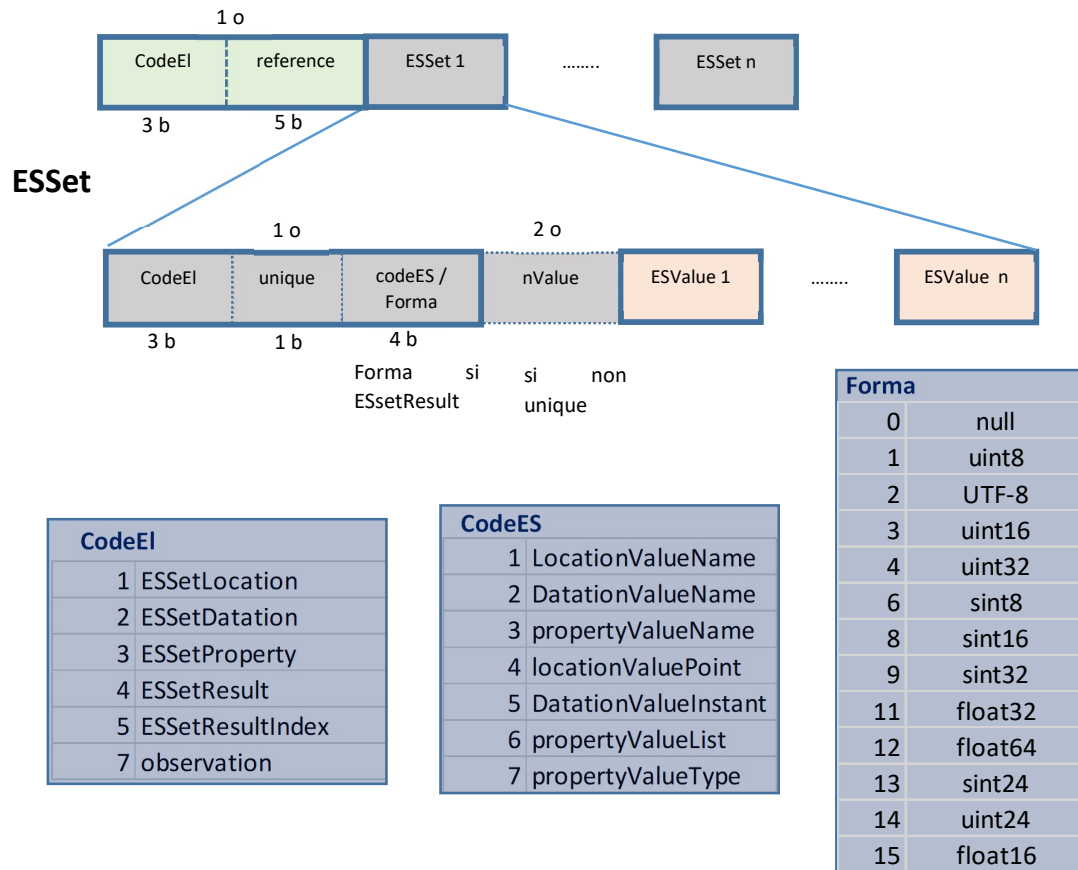 1 o
CodeEl reference ESSet 1 …….. ESSet n
3 b 5 b
ESSet
1 o 2 o
CodeEl unique codeES / nValue ESValue 1 …….. ESValue n
Forma
3 b 1 b 4 b
Forma si si non
ESsetResult unique
Forma
0 null
1 uint8
2 UTF-8
3 uint16
4 uint32
6 sint8
8 sint16
9 sint32
11 float32
12 float64
13 sint24
14 uint24
15 float16
CodeEl
1 ESSetLocation
2 ESSetDatation
3 ESSetProperty
4 ESSetResult
5 ESSetResultIndex
7 observation
CodeES
1 LocationValueName
2 DatationValueName
3 propertyValueName
4 locationValuePoint
5 DatationValueInstant
6 propertyValueList
7 propertyValueType